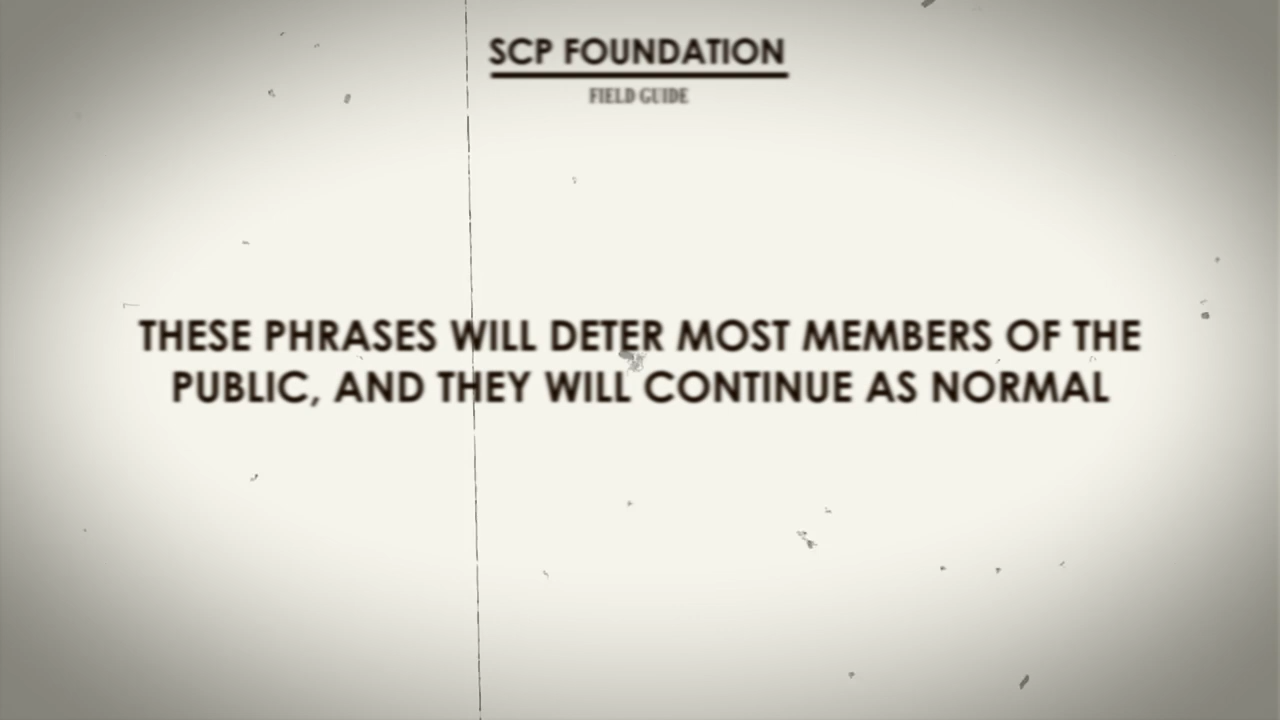 SCP FOUNDATION
FIELD GUIDE
THESE PHRASES WILL DETER MOST MEMBERS OF THE
PUBLIC, AND THEY WILL CONTINUE AS NORMAL